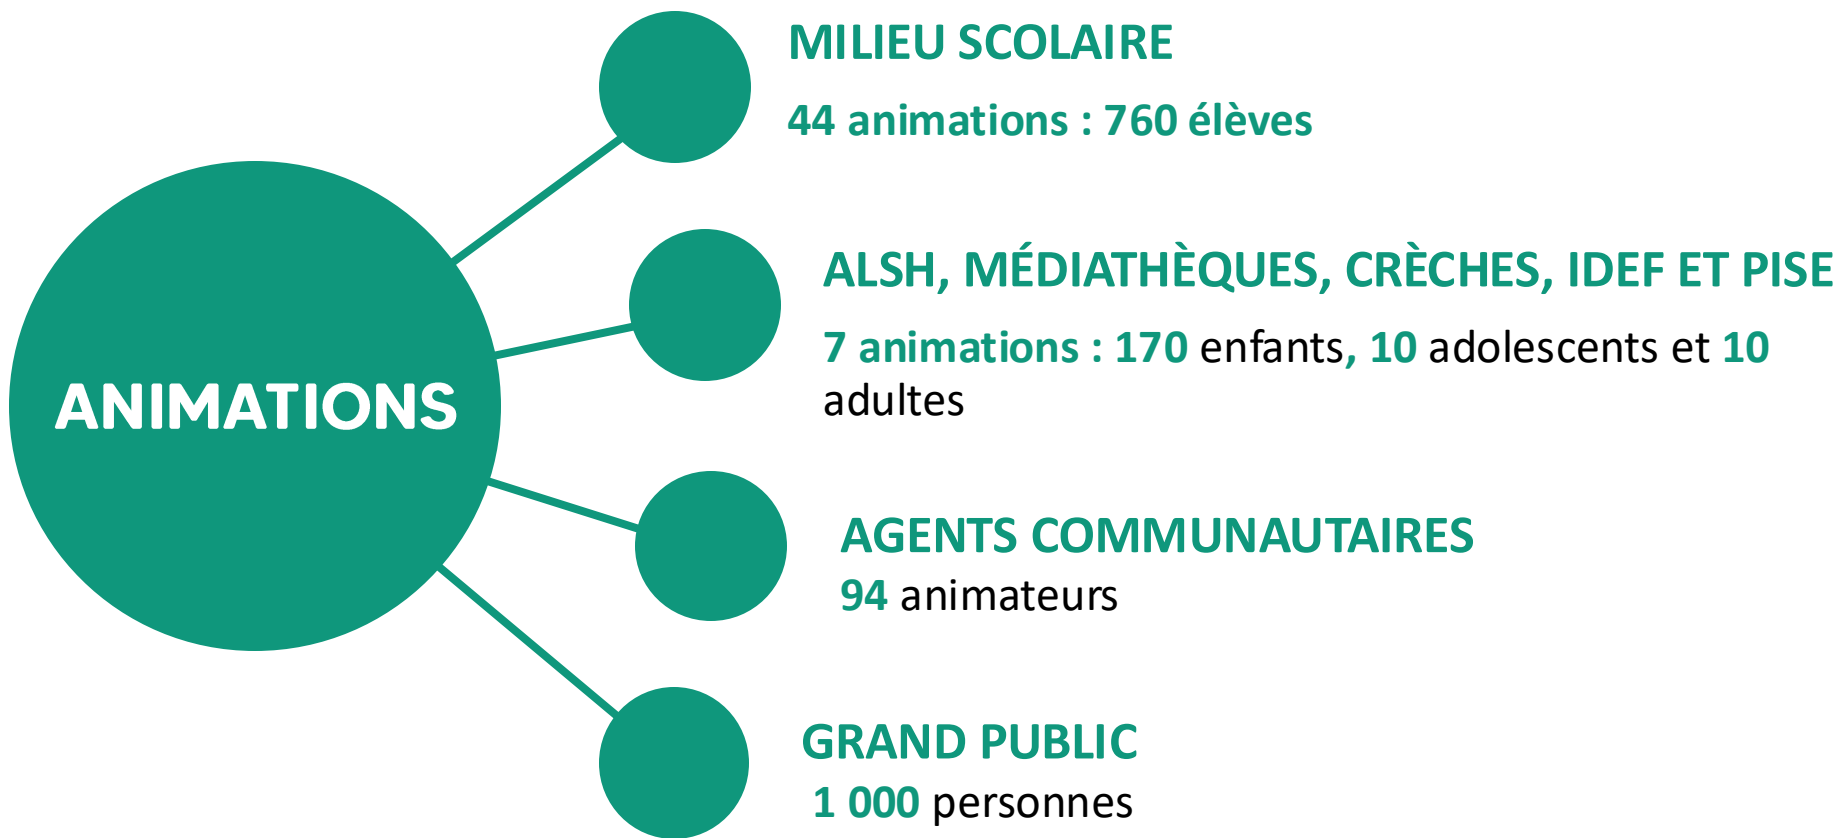 MILIEU SCOLAIRE
44 animations : 760 élèves
ALSH, MÉDIATHÈQUES, CRÈCHES, IDEF ET PISE
7 animations : 170 enfants, 10 adolescents et 10
adultes
ANIMATIONS
AGENTS COMMUNAUTAIRES
94 animateurs
GRAND PUBLIC
1 000 personnes